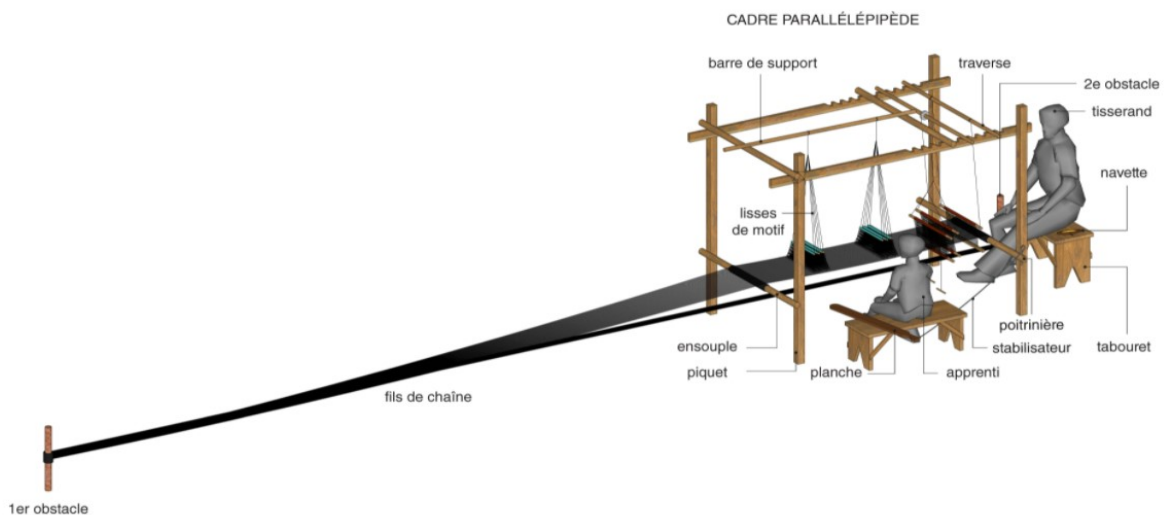 CADRE PARALLÉLÉPIPÈDE
barre de support
traverse
2e obstacle
tisserand
navette
lisses
de motif
poitrinière
ensouple
stabilisateur
tabouret
piquet
planche
apprenti
fils de chaîne
1er obstacle